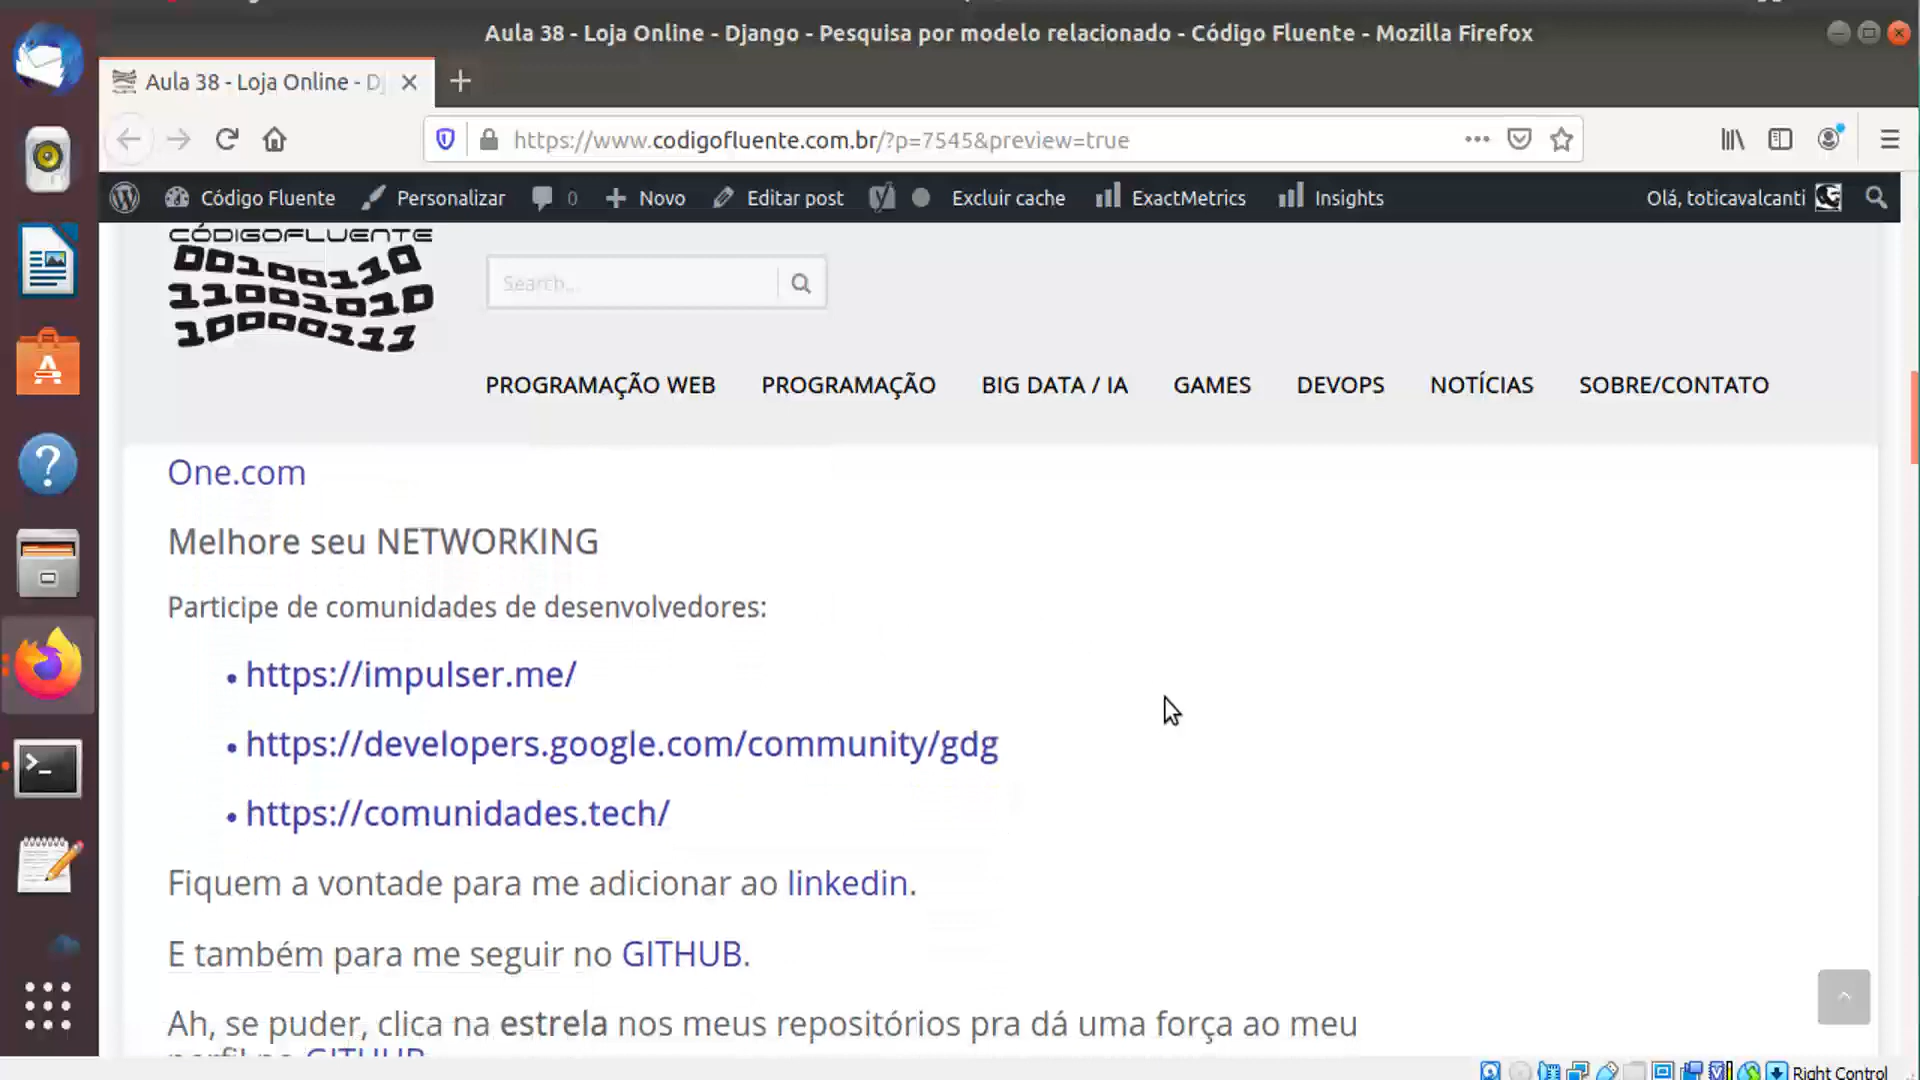 Aula 38 - Loja Online - Django - Pesquisa por modelo relacionado - Código Fluente - Mozilla Firefox
Aula 38 - Loja Online - Dj
https://www.codigofluente.com.br/?p=7545&preview=true
Código Fluente Personalizar 0 Novo Editar post Excluir cache ExactMetrics Insights Olá, toticavalcanti
CÓDIGOFLUENTE
00100110
11001010
10000111
Search...
PROGRAMAÇÃO WEB PROGRAMAÇÃO BIG DATA / IA GAMES DEVOPS NOTÍCIAS SOBRE/CONTATO
One.com
Melhore seu NETWORKING
Participe de comunidades de desenvolvedores:
• https://impulser.me/
• https://developers.google.com/community/gdg
• https://comunidades.tech/
Fiquem a vontade para me adicionar ao linkedin.
E também para me seguir no GITHUB.
Ah, se puder, clica na estrela nos meus repositórios pra dá uma força ao meu
perfil no GITHUB
Right Control